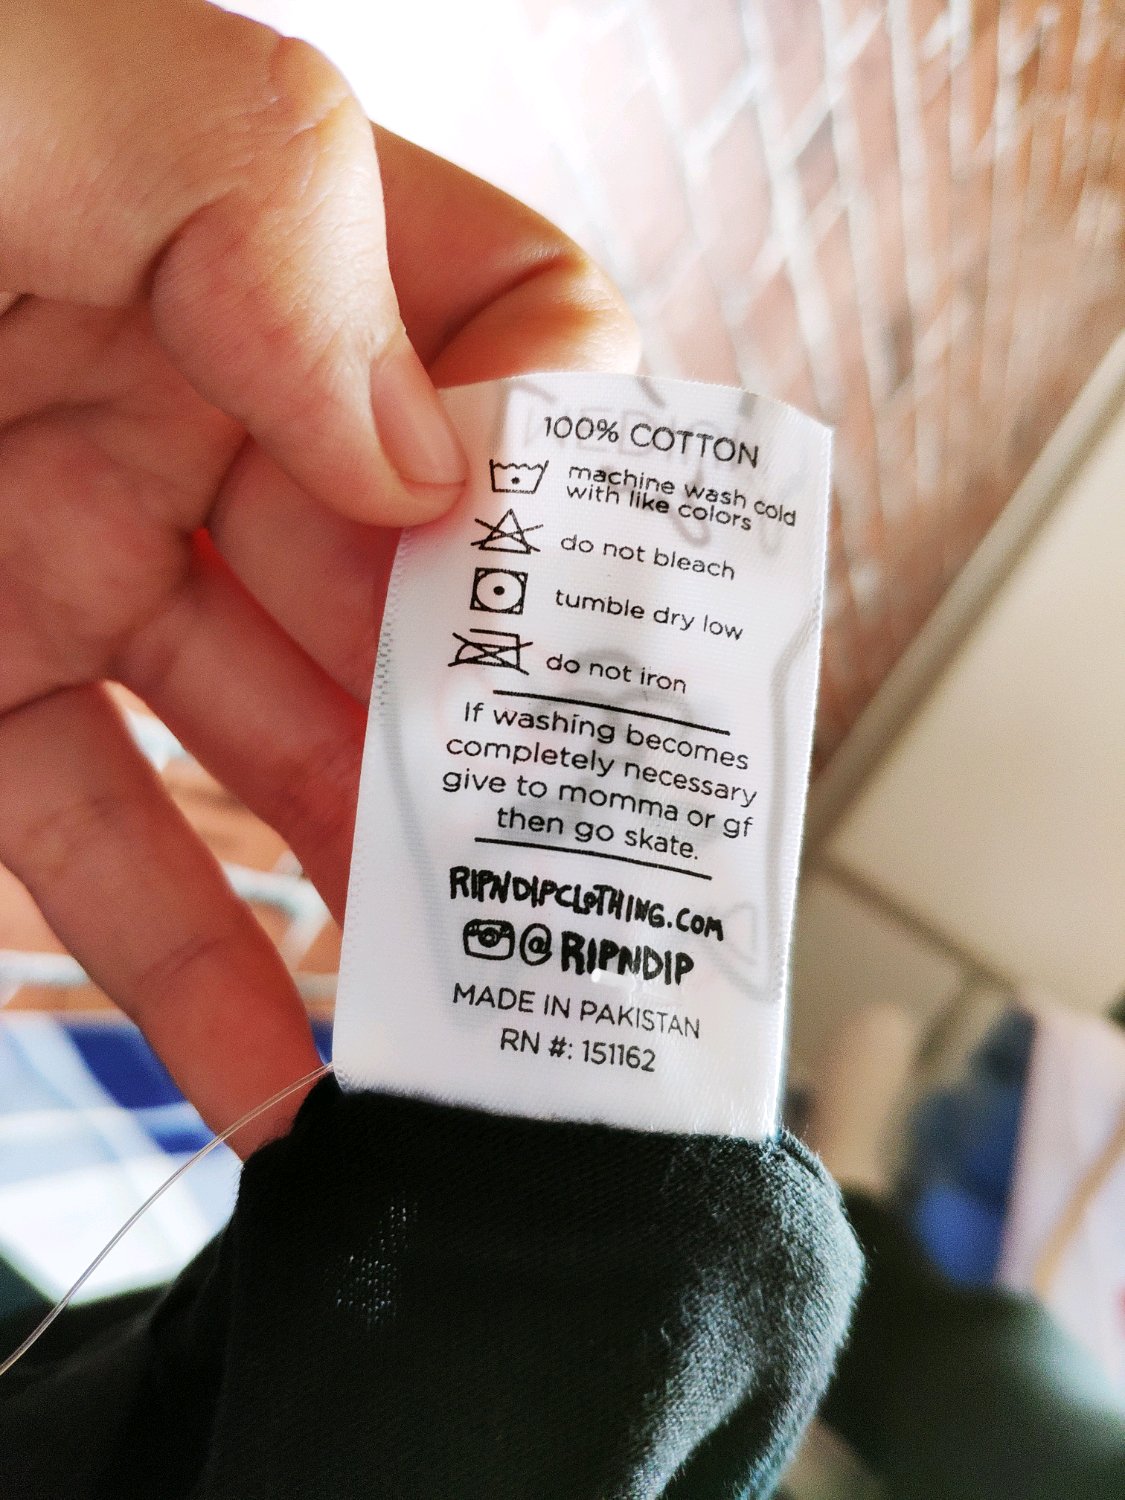 100% COTTON
machine wash cold
with like colors
do not bleach
tumble dry low
do not iron
If washing becomes
completely necessary
give to momma or gf
then go skate.
RIPNDIPCLOTHING.COM
@RIPNDIP
MADE IN PAKISTAN
RN #: 151162